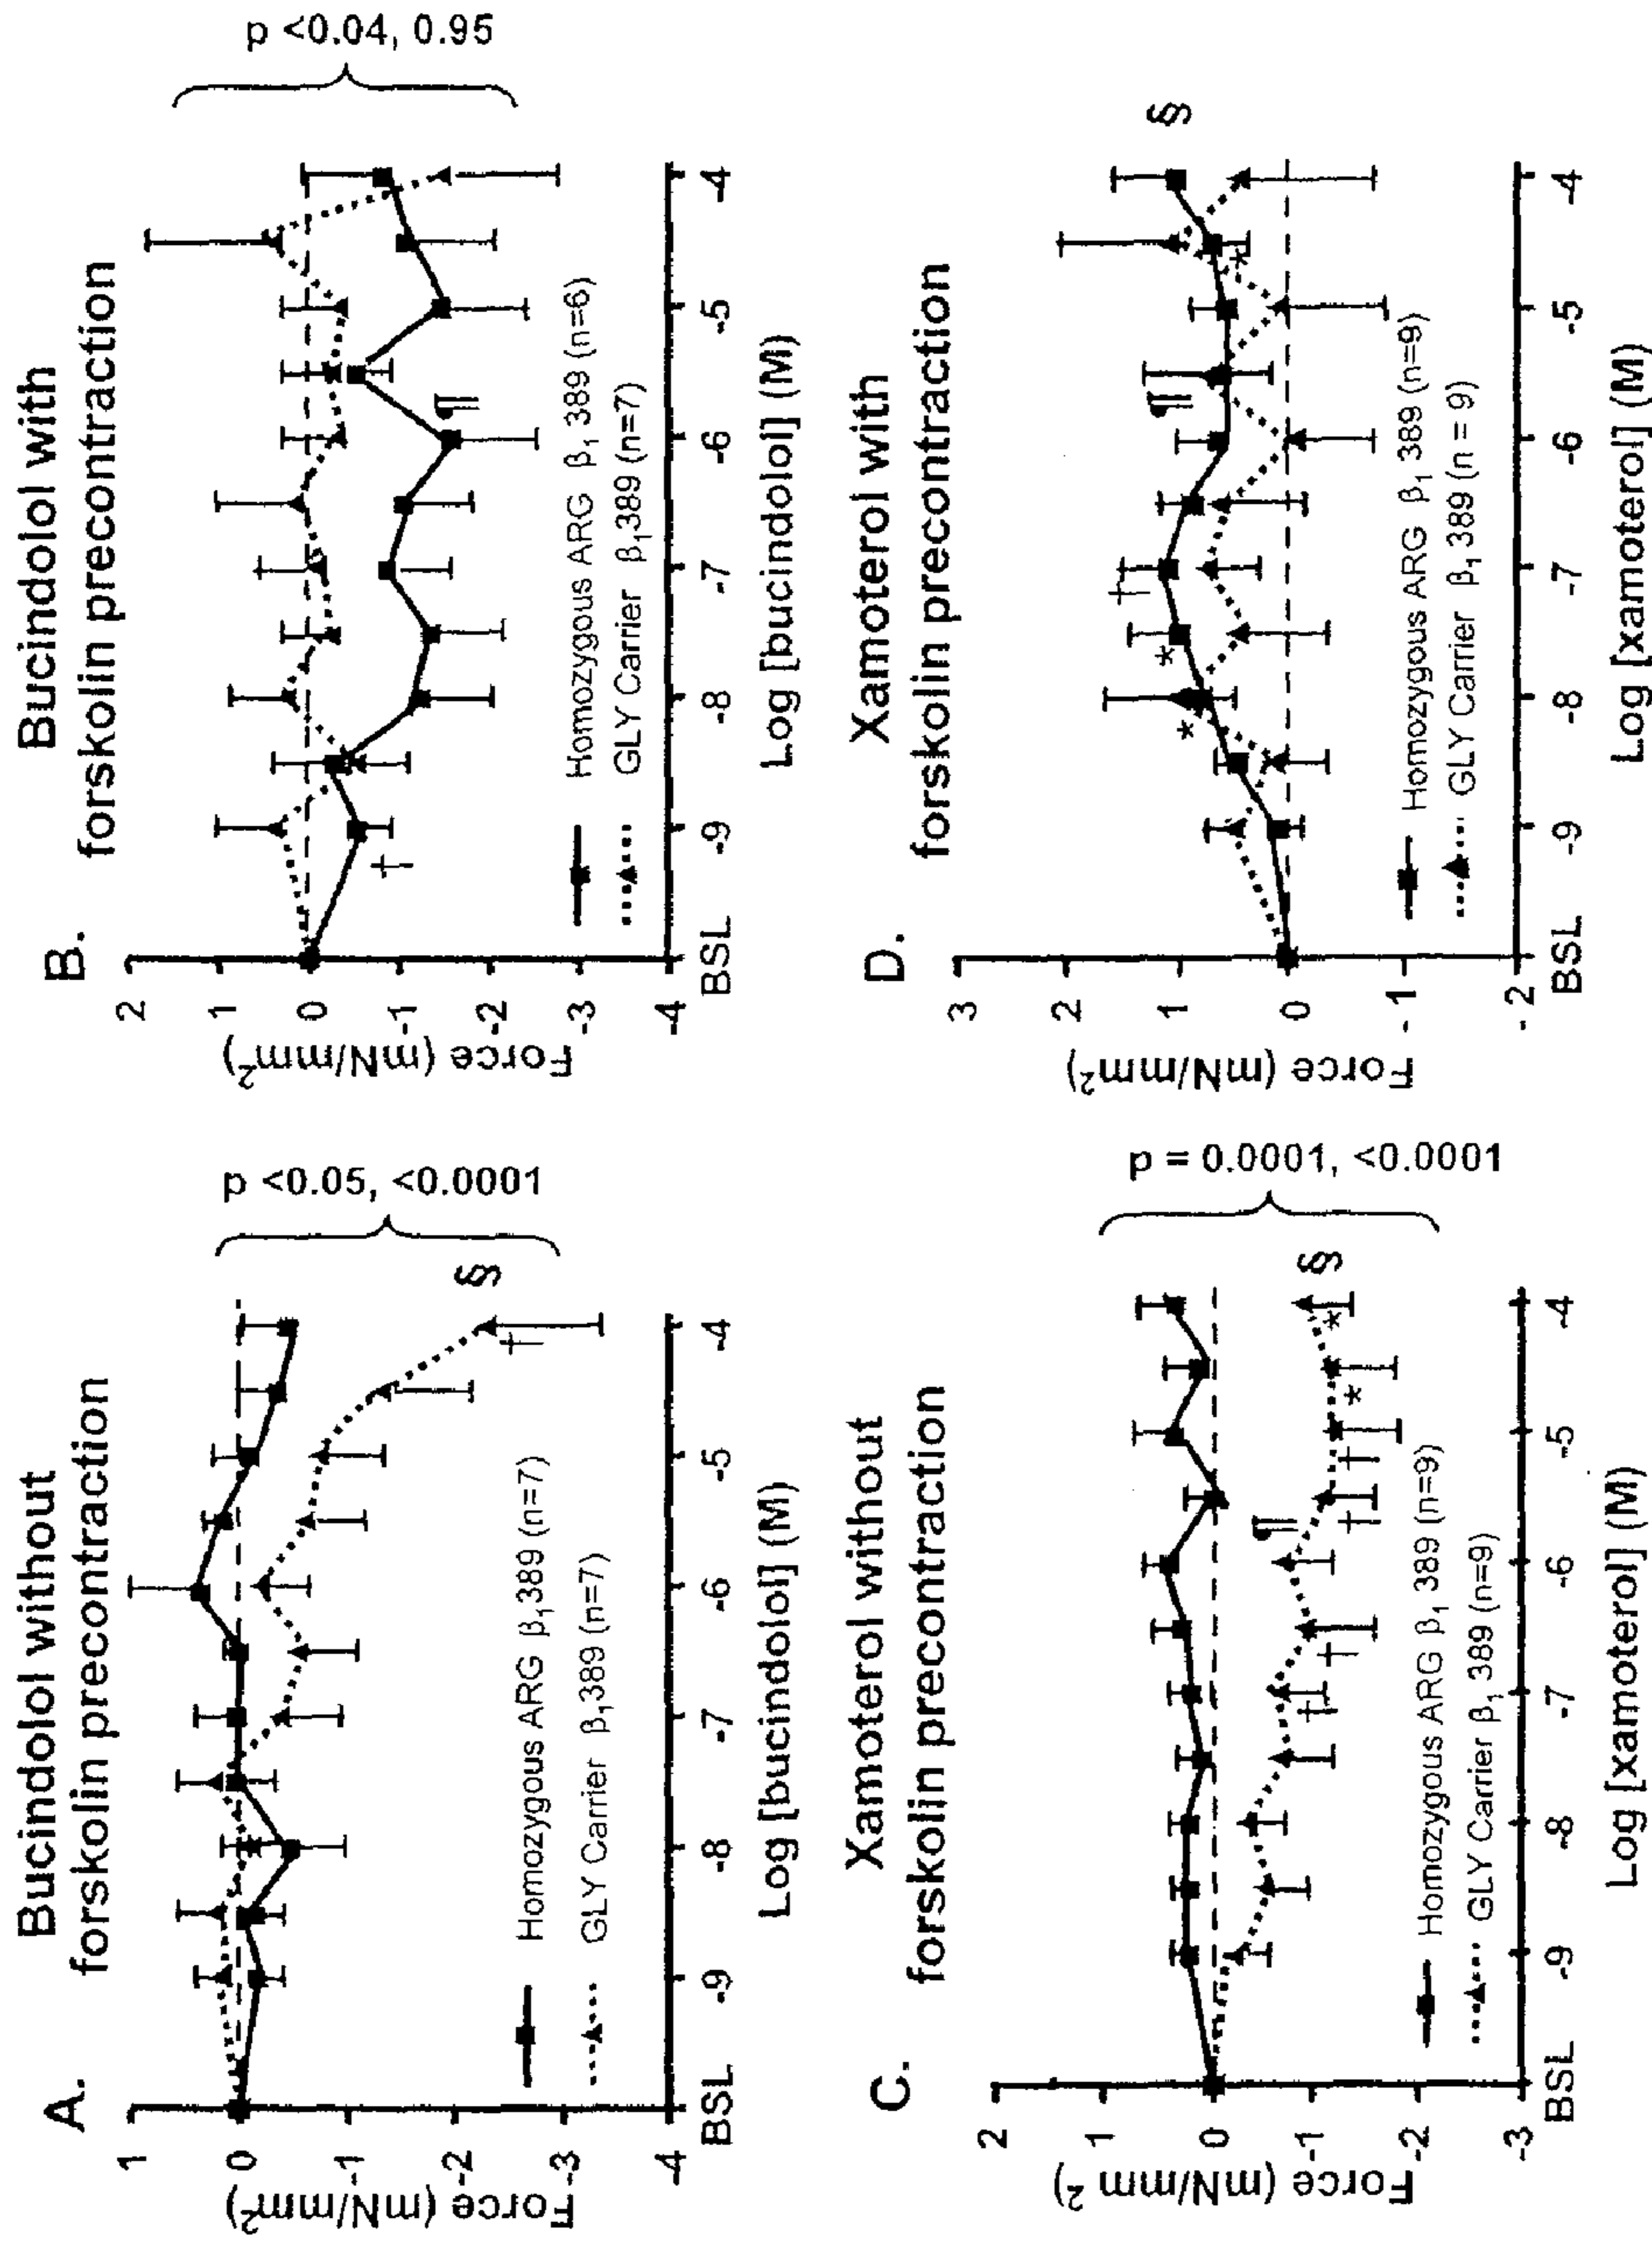 A.
Bucindolol without
forskolin precontraction
Force (mN/mm²)
1
0
-1
-2
-3
-4
BSL
-9
-8
-7
-6
-5
-4
Log [bucindolol] (M)
Homozygous ARG β₁389 (n=7)
GLY Carrier β₁389 (n=7)
†
§
p <0.05, <0.0001
B.
Bucindolol with
forskolin precontraction
Force (mN/mm²)
2
1
0
-1
-2
-3
-4
BSL
-9
-8
-7
-6
-5
-4
Log [bucindolol] (M)
Homozygous ARG β₁ 389 (n=6)
GLY Carrier β₁389 (n=7)
†
¶
p <0.04, 0.95
C.
Xamoterol without
forskolin precontraction
Force (mN/mm ²)
2
1
0
-1
-2
-3
BSL
-9
-8
-7
-6
-5
-4
Log [xamoterol] (M)
Homozygous ARG β₁ 389 (n=9)
GLY Carrier β₁ 389 (n=9)
†
†
¶
†
†
*
*
§
p = 0.0001, <0.0001
D.
Xamoterol with
forskolin precontraction
Force (mN/mm²)
3
2
1
0
-1
-2
BSL
-9
-8
-7
-6
-5
-4
Log [xamoterol] (M)
Homozygous ARG β₁ 389 (n=9)
GLY Carrier β₁ 389 (n = 9)
*
*
†
¶
*
§